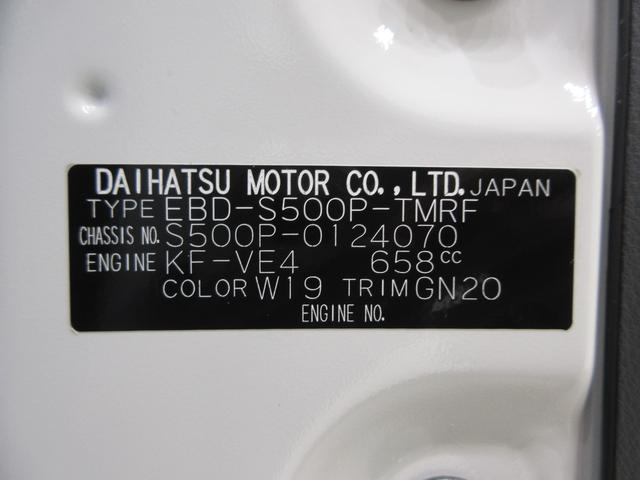 DAIHATSU MOTOR CO., LTD. JAPAN
TYPE EBD-S500P-TMRF
CHASSIS NO. S500P-0124070
ENGINE KF-VE4 658cc
COLOR W19 TRIM GN20
ENGINE NO.